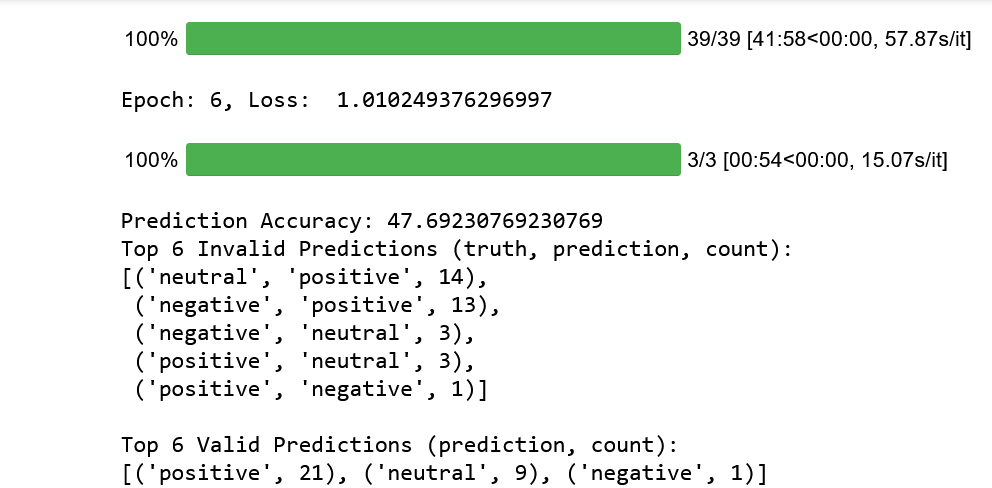 100% 39/39 [41:58<00:00, 57.87s/it]
Epoch: 6, Loss:  1.010249376296997
100% 3/3 [00:54<00:00, 15.07s/it]
Prediction Accuracy: 47.69230769230769
Top 6 Invalid Predictions (truth, prediction, count):
[('neutral', 'positive', 14),
('negative', 'positive', 13),
('negative', 'neutral', 3),
('positive', 'neutral', 3),
('positive', 'negative', 1)]
Top 6 Valid Predictions (prediction, count):
[('positive', 21), ('neutral', 9), ('negative', 1)]